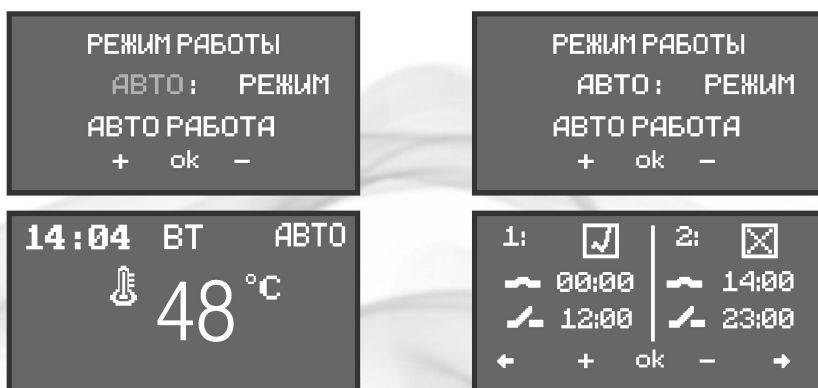 РЕЖИМ РАБОТЫ
АВТО: РЕЖИМ
АВТО РАБОТА
+ ok −
РЕЖИМ РАБОТЫ
АВТО: РЕЖИМ
АВТО РАБОТА
+ ok −
14:04 ВТ АВТО
48 °C
1: 2:
00:00 14:00
12:00 23:00
← + ok − →